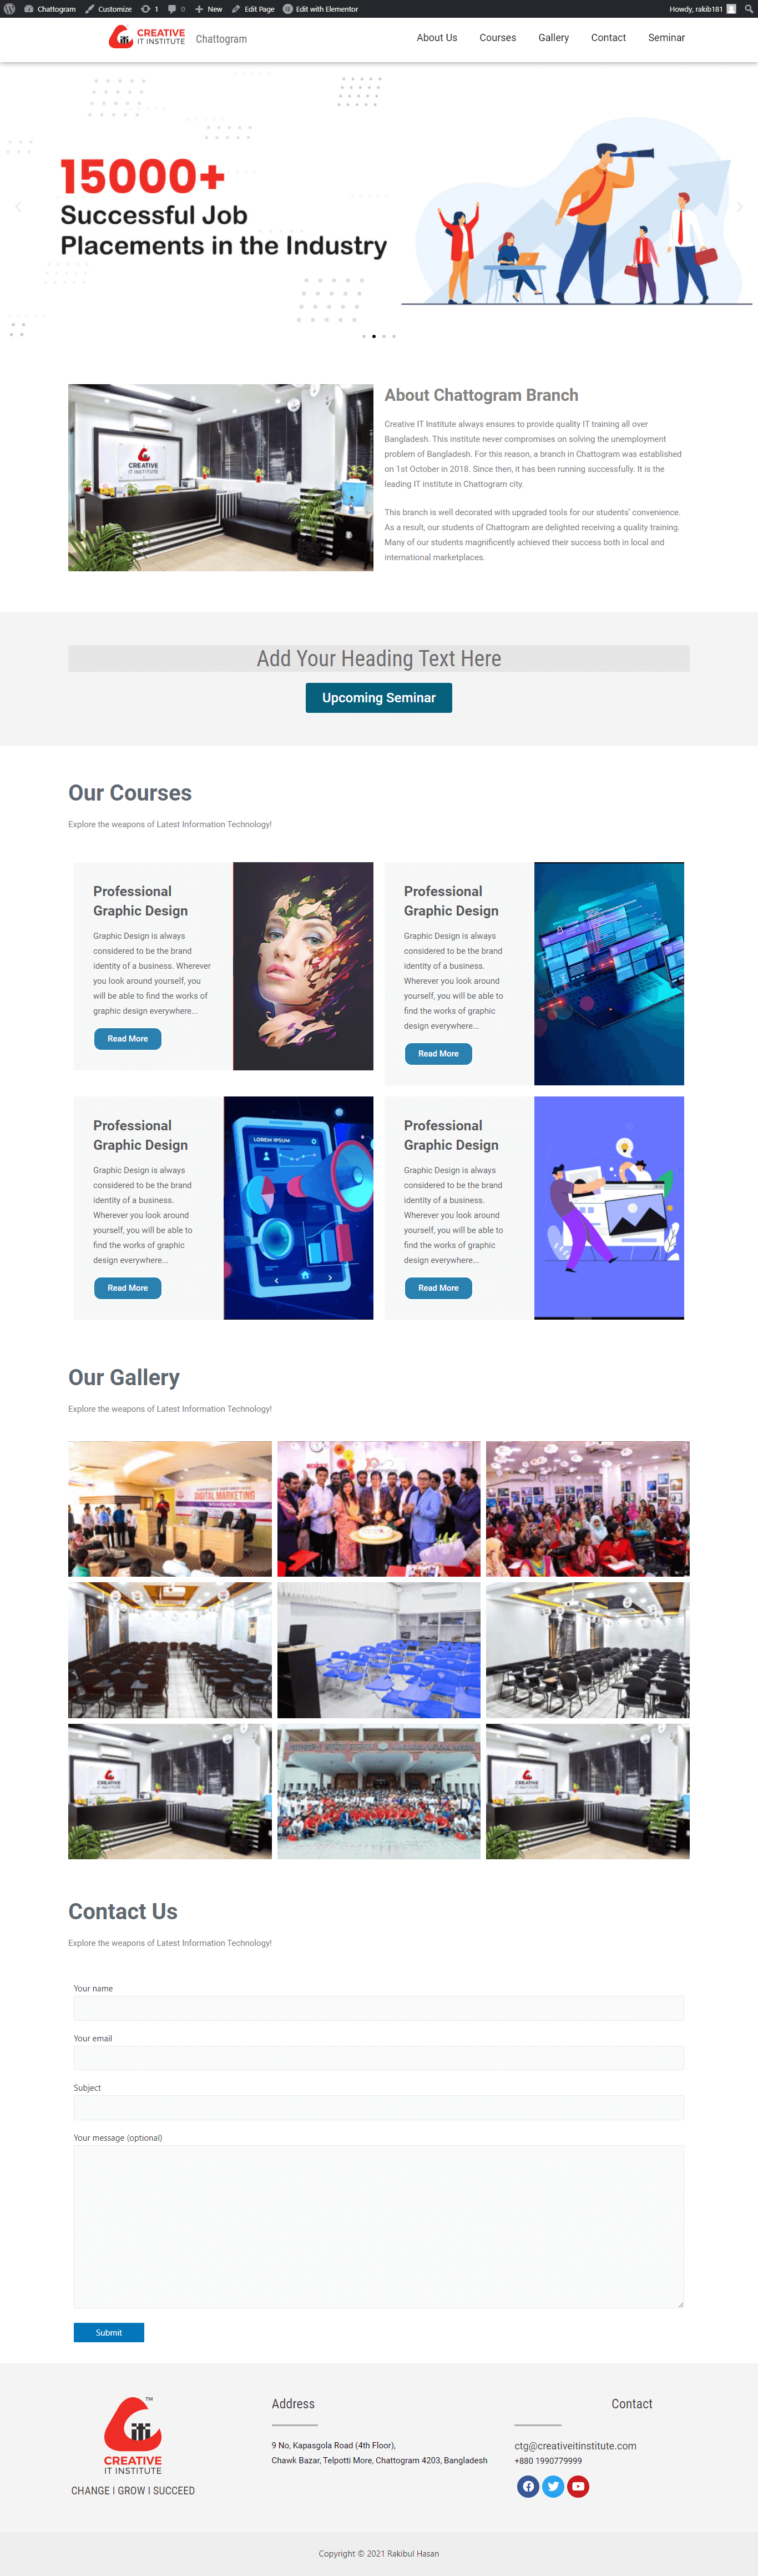 Chattogram Customize 1 0 New Edit Page Edit with Elementor Howdy, rakib181
CREATIVE
IT INSTITUTE
Chattogram
About Us Courses Gallery Contact Seminar
15000+
Successful Job
Placements in the Industry
CREATIVE
IT INSTITUTE
About Chattogram Branch
Creative IT Institute always ensures to provide quality IT training all over
Bangladesh. This institute never compromises on solving the unemployment
problem of Bangladesh. For this reason, a branch in Chattogram was established
on 1st October in 2018. Since then, it has been running successfully. It is the
leading IT institute in Chattogram city.
This branch is well decorated with upgraded tools for our students' convenience.
As a result, our students of Chattogram are delighted receiving a quality training.
Many of our students magnificently achieved their success both in local and
international marketplaces.
Add Your Heading Text Here
Upcoming Seminar
Our Courses
Explore the weapons of Latest Information Technology!
Professional
Graphic Design
Graphic Design is always
considered to be the brand
identity of a business. Wherever
you look around yourself, you
will be able to find the works of
graphic design everywhere...
Read More
Professional
Graphic Design
Graphic Design is always
considered to be the brand
identity of a business.
Wherever you look around
yourself, you will be able to
find the works of graphic
design everywhere...
Read More
Professional
Graphic Design
Graphic Design is always
considered to be the brand
identity of a business.
Wherever you look around
yourself, you will be able to
find the works of graphic
design everywhere...
Read More
LOREM IPSUM
Professional
Graphic Design
Graphic Design is always
considered to be the brand
identity of a business.
Wherever you look around
yourself, you will be able to
find the works of graphic
design everywhere...
Read More
Our Gallery
Explore the weapons of Latest Information Technology!
DIGITAL MARKETING
WORKSHOP
CREATIVE
IT INSTITUTE
CREATIVE
IT INSTITUTE
Contact Us
Explore the weapons of Latest Information Technology!
Your name
Your email
Subject
Your message (optional)
Submit
TM
CREATIVE
IT INSTITUTE
CHANGE I GROW I SUCCEED
Address
9 No, Kapasgola Road (4th Floor),
Chawk Bazar, Telpotti More, Chattogram 4203, Bangladesh
Contact
ctg@creativeitinstitute.com
+880 1990779999
Copyright © 2021 Rakibul Hasan